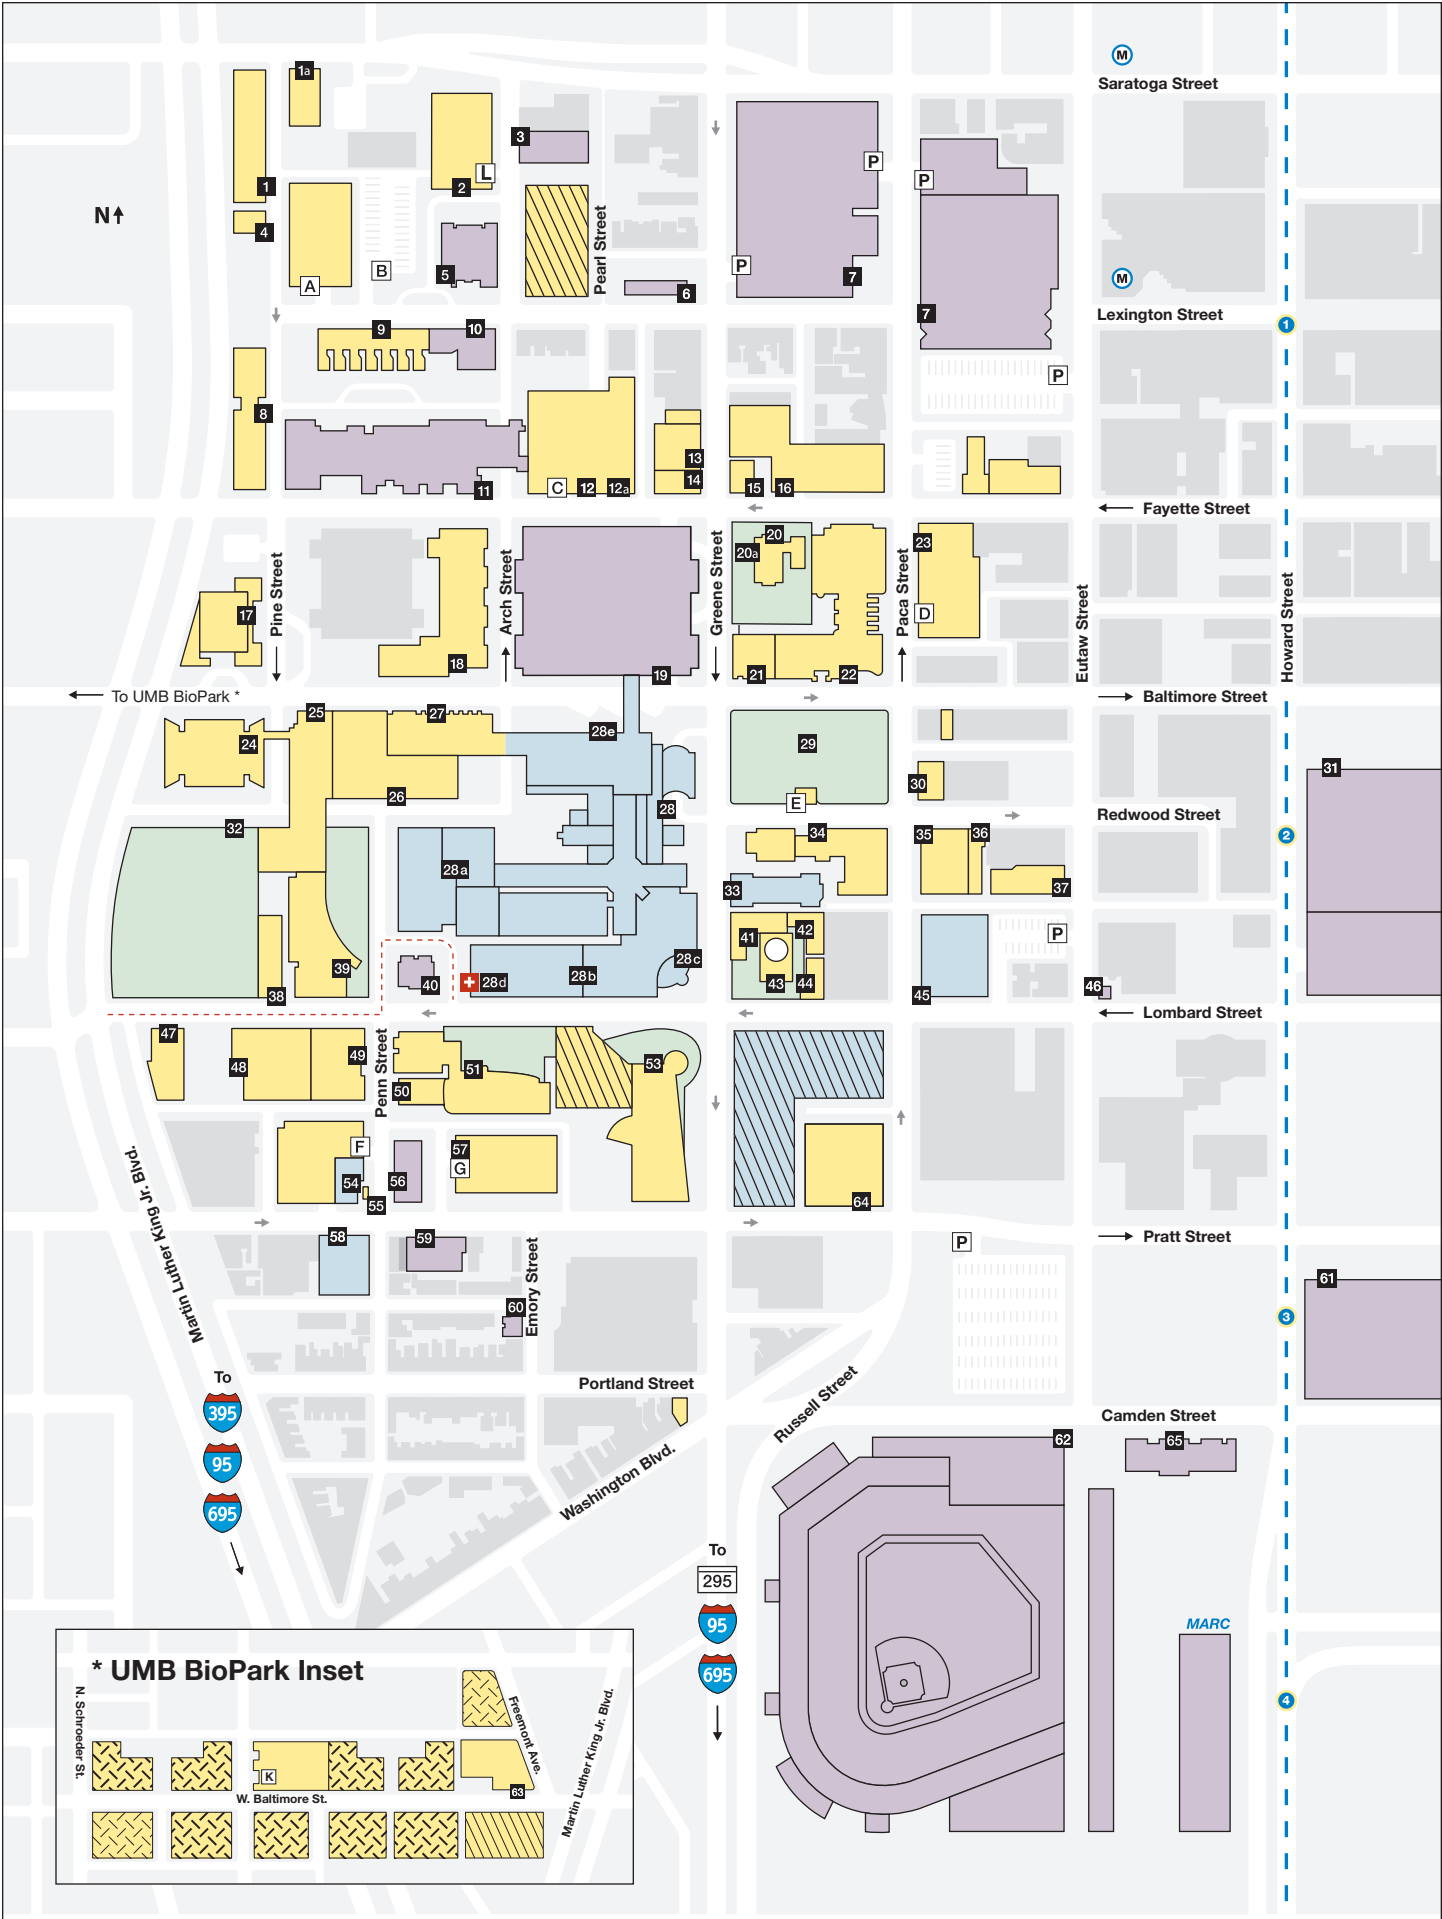 M
Saratoga Street
1a
3
P
L
P
1
2
N
4
Pearl Street
B
5
P
7
A
6
M
7
Lexington Street
1
9
10
P
8
13
C
12
12a
14
15
16
11
Fayette Street
20
23
20a
Pine Street
Arch Street
Greene Street
Paca Street
Eutaw Street
Howard Street
17
D
18
19
21
22
To UMB BioPark *
Baltimore Street
25
27
28e
24
29
31
30
26
E
28
Redwood Street
32
34
35
36
2
28a
33
37
41
42
P
39
40
28d
28b
28c
43
44
46
38
45
Lombard Street
47
48
49
Penn Street
51
53
50
F
57
G
54
56
55
64
Martin Luther King Jr. Blvd.
58
59
P
Pratt Street
Emory Street
61
60
3
To
395
95
695
Portland Street
Russell Street
Washington Blvd.
Camden Street
62
65
To
295
95
695
MARC
4
* UMB BioPark Inset
N. Schroeder St.
Freemont Ave.
Martin Luther King Jr. Blvd.
K
63
W. Baltimore St.